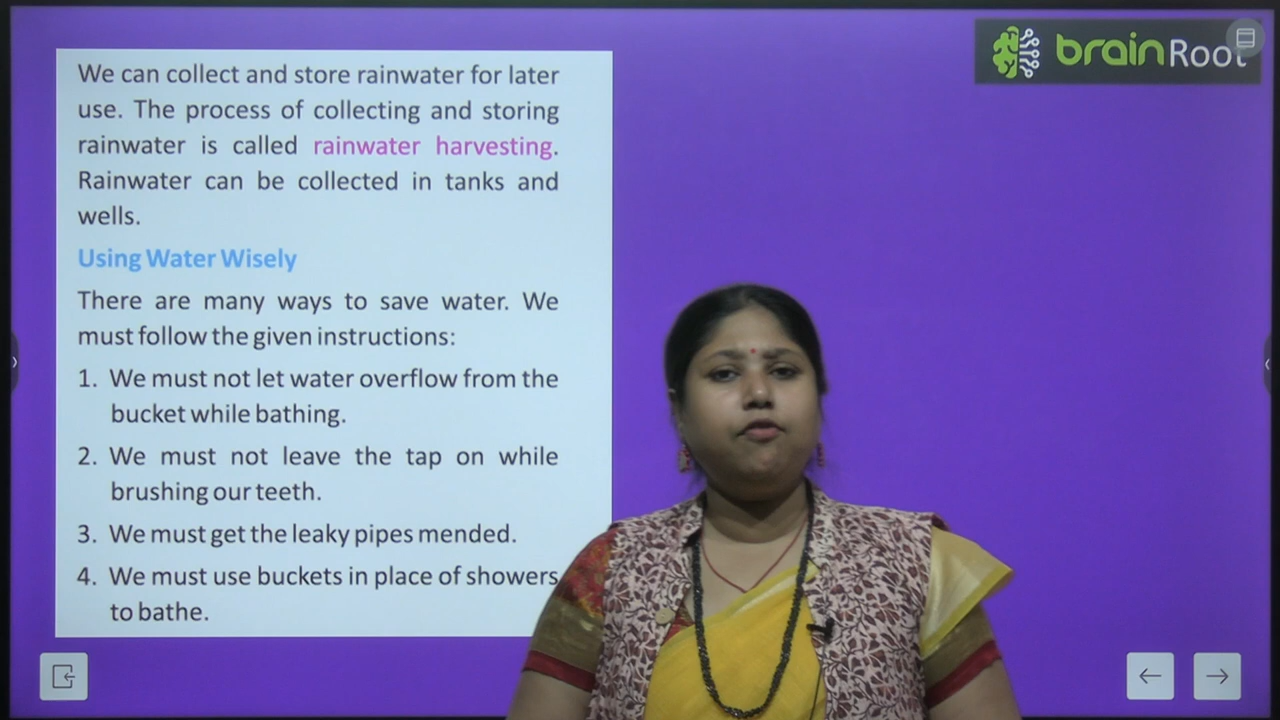 We can collect and store rainwater for later
use. The process of collecting and storing
rainwater is called rainwater harvesting.
Rainwater can be collected in tanks and
wells.
Using Water Wisely
There are many ways to save water. We
must follow the given instructions:
1. We must not let water overflow from the
bucket while bathing.
2. We must not leave the tap on while
brushing our teeth.
3. We must get the leaky pipes mended.
4. We must use buckets in place of showers
to bathe.
brainRoot